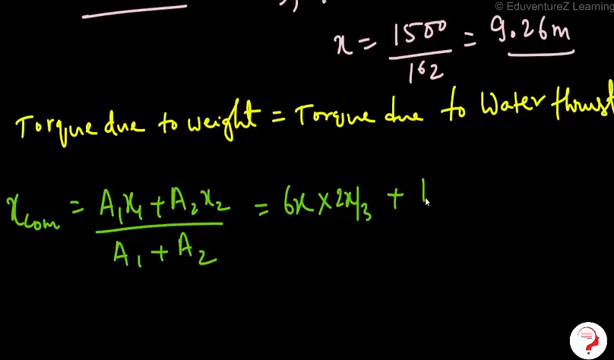 © EduventureZ Learning
x = 1500/162 = 9.26m
Torque due to weight = Torque due to Water thrust
x_com = (A₁x₁ + A₂x₂)/(A₁ + A₂) = 6x × 2x/3 + 1